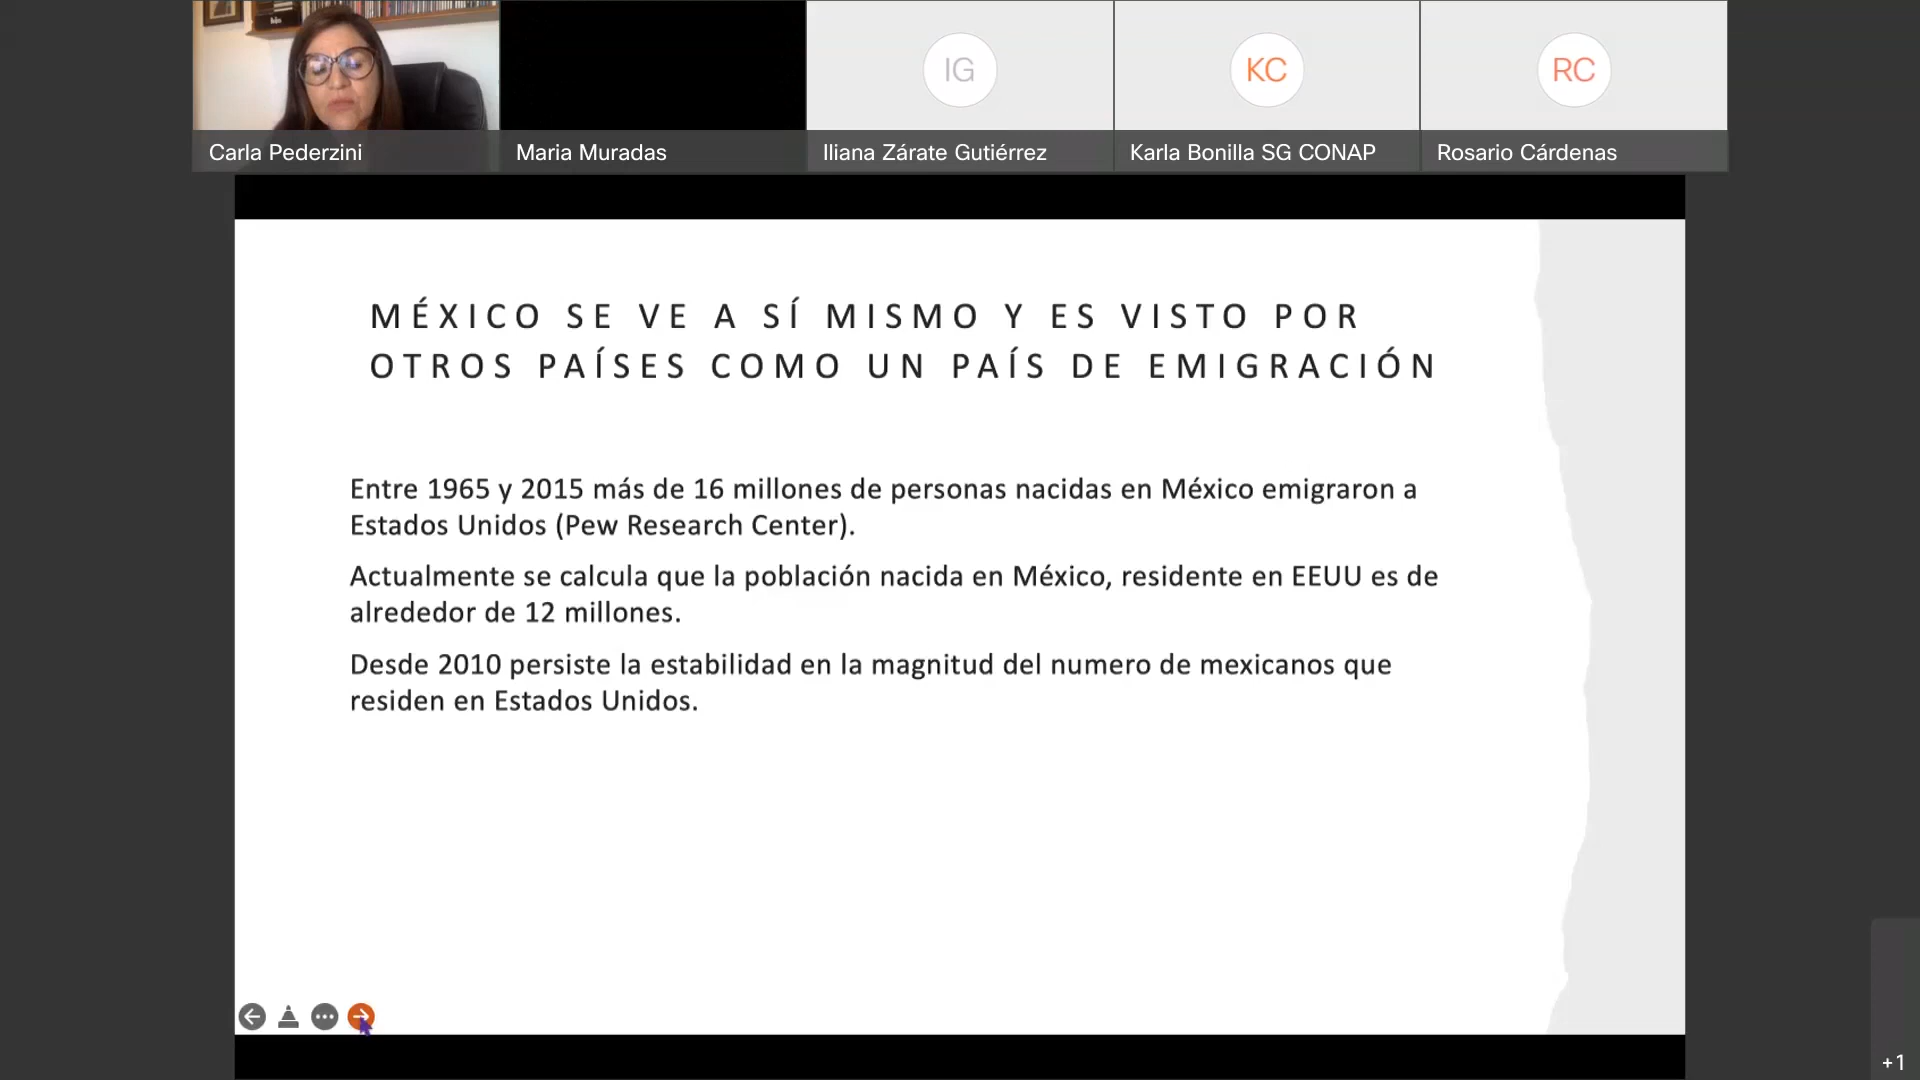 IG
KC
RC
Carla Pederzini
Maria Muradas
Iliana Zárate Gutiérrez
Karla Bonilla SG CONAP
Rosario Cárdenas
MÉXICO SE VE A SÍ MISMO Y ES VISTO POR
OTROS PAÍSES COMO UN PAÍS DE EMIGRACIÓN
Entre 1965 y 2015 más de 16 millones de personas nacidas en México emigraron a
Estados Unidos (Pew Research Center).
Actualmente se calcula que la población nacida en México, residente en EEUU es de
alrededor de 12 millones.
Desde 2010 persiste la estabilidad en la magnitud del numero de mexicanos que
residen en Estados Unidos.
+1